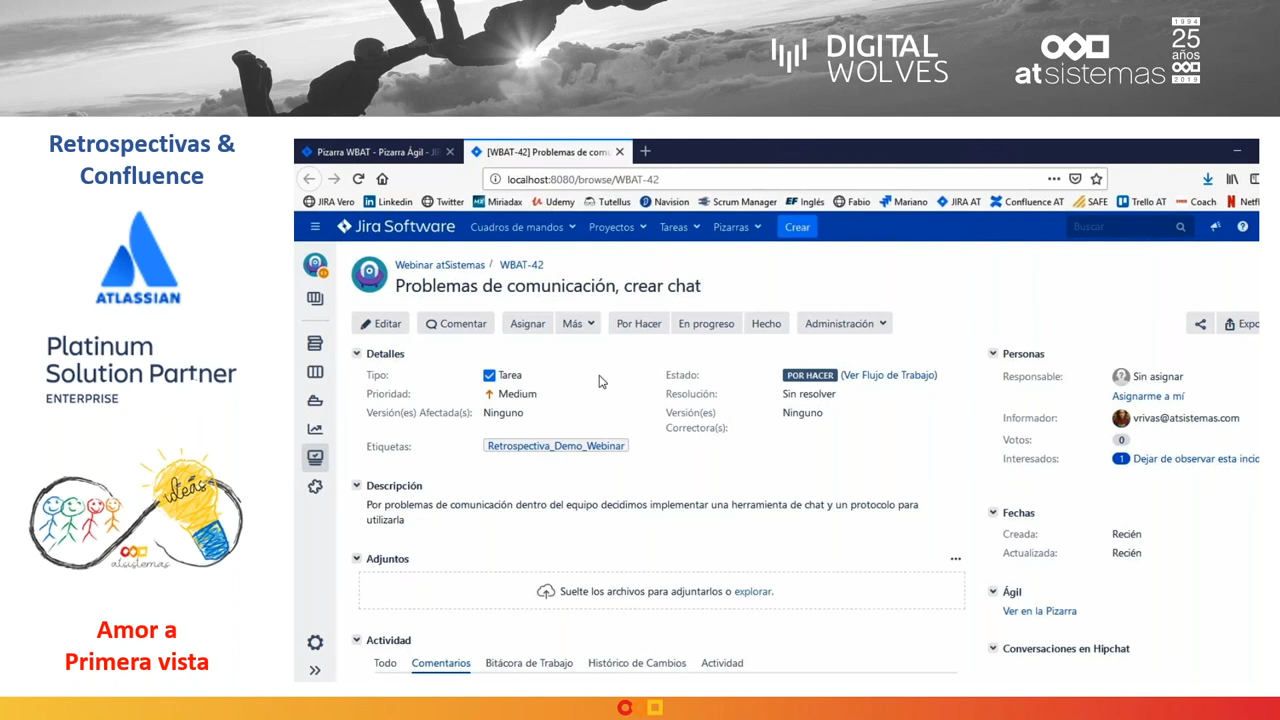 DIGITAL
WOLVES
atsistemas
1994
25
años
2019
Retrospectivas &
Confluence
ATLASSIAN
Platinum
Solution Partner
ENTERPRISE
ideas
atsistemas
Amor a
Primera vista
Pizarra WBAT - Pizarra Ágil - JIR
[WBAT-42] Problemas de com
localhost:8080/browse/WBAT-42
JIRA Vero Linkedin Twitter Miriadax Udemy Tutellus Navision Scrum Manager EF Inglés Fabio Mariano JIRA AT Confluence AT SAFE Trello AT Coach Netfl
Jira Software Cuadros de mandos Proyectos Tareas Pizarras Crear Buscar
Webinar atSistemas / WBAT-42
Problemas de comunicación, crear chat
Editar Comentar Asignar Más Por Hacer En progreso Hecho Administración Expo
Detalles
Tipo: Tarea
Estado: POR HACER (Ver Flujo de Trabajo)
Prioridad: Medium
Resolución: Sin resolver
Versión(es) Afectada(s): Ninguno
Versión(es) Correctora(s): Ninguno
Etiquetas: Retrospectiva_Demo_Webinar
Descripción
Por problemas de comunicación dentro del equipo decidimos implementar una herramienta de chat y un protocolo para
utilizarla
Adjuntos
Suelte los archivos para adjuntarlos o explorar.
Actividad
Todo Comentarios Bitácora de Trabajo Histórico de Cambios Actividad
Personas
Responsable: Sin asignar
Asignarme a mí
Informador: vrivas@atsistemas.com
Votos: 0
Interesados: 1 Dejar de observar esta incid
Fechas
Creada: Recién
Actualizada: Recién
Ágil
Ver en la Pizarra
Conversaciones en Hipchat